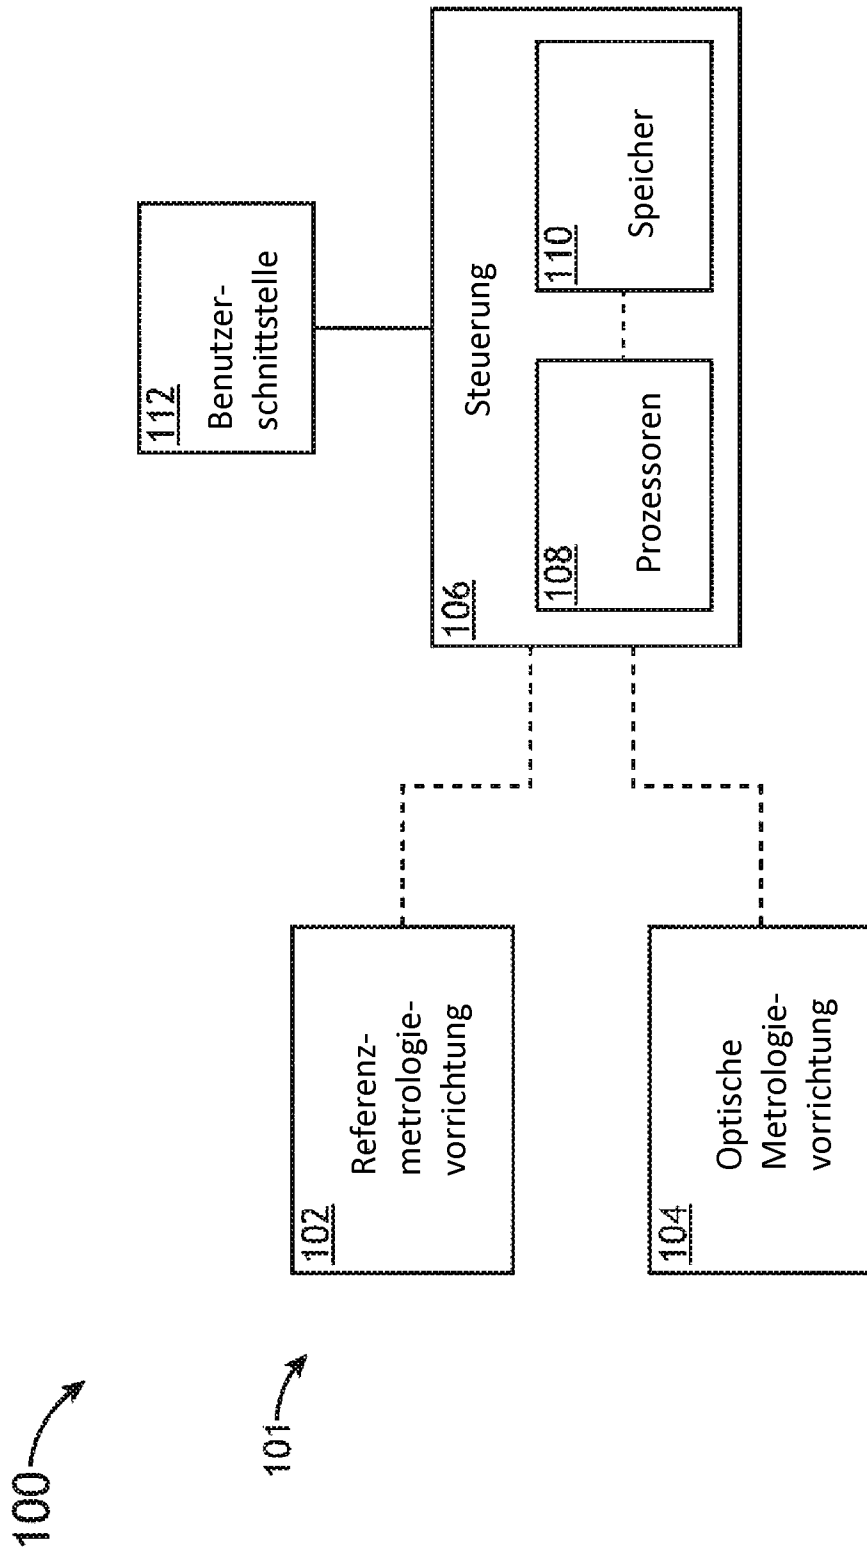 100
101
102
Referenz-
metrologie-
vorrichtung
104
Optische
Metrologie-
vorrichtung
112
Benutzer-
schnittstelle
106
Steuerung
108
Prozessoren
110
Speicher